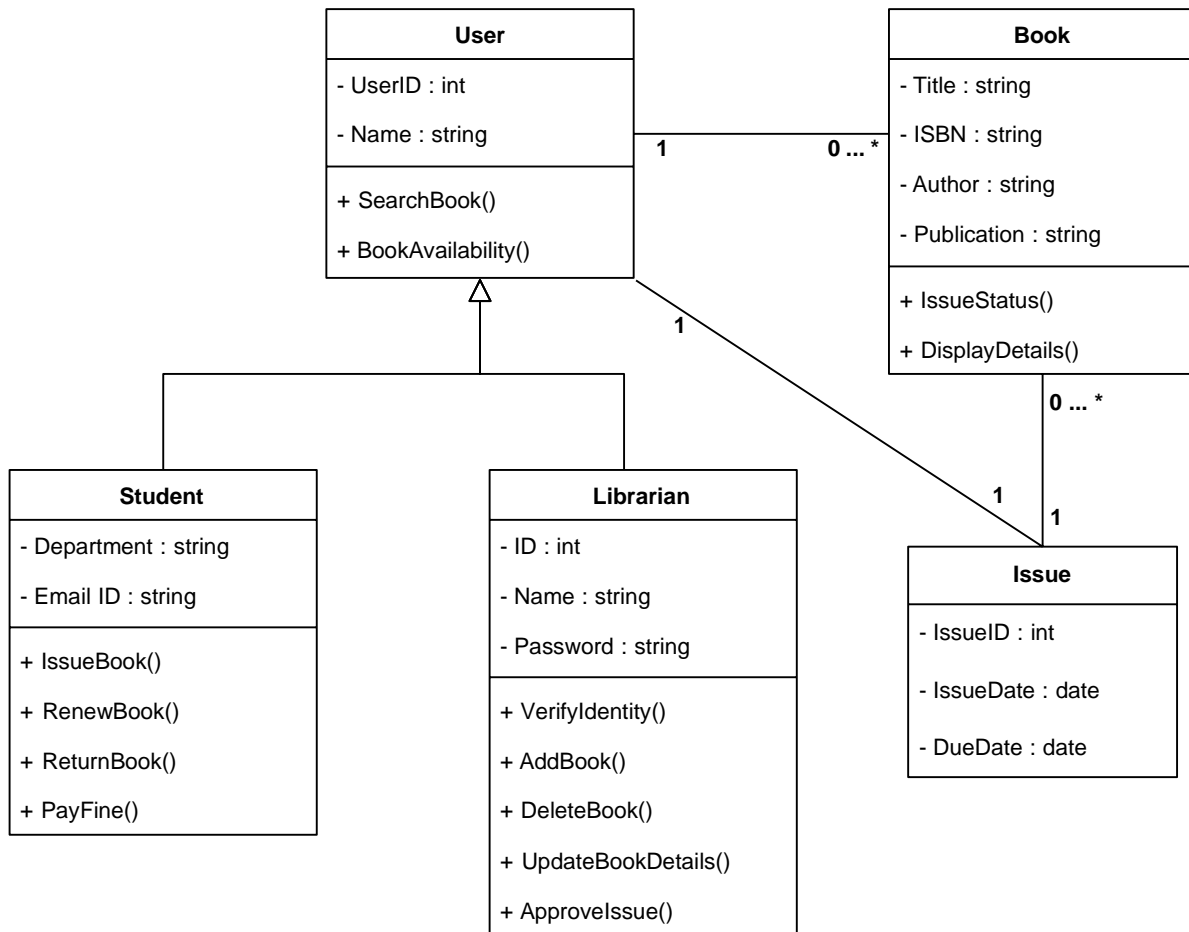 User
- UserID : int
- Name : string
+ SearchBook()
+ BookAvailability()
Book
- Title : string
- ISBN : string
- Author : string
- Publication : string
+ IssueStatus()
+ DisplayDetails()
1
0 ... *
1
1
0 ... *
1
Student
- Department : string
- Email ID : string
+ IssueBook()
+ RenewBook()
+ ReturnBook()
+ PayFine()
Librarian
- ID : int
- Name : string
- Password : string
+ VerifyIdentity()
+ AddBook()
+ DeleteBook()
+ UpdateBookDetails()
+ ApproveIssue()
Issue
- IssueID : int
- IssueDate : date
- DueDate : date